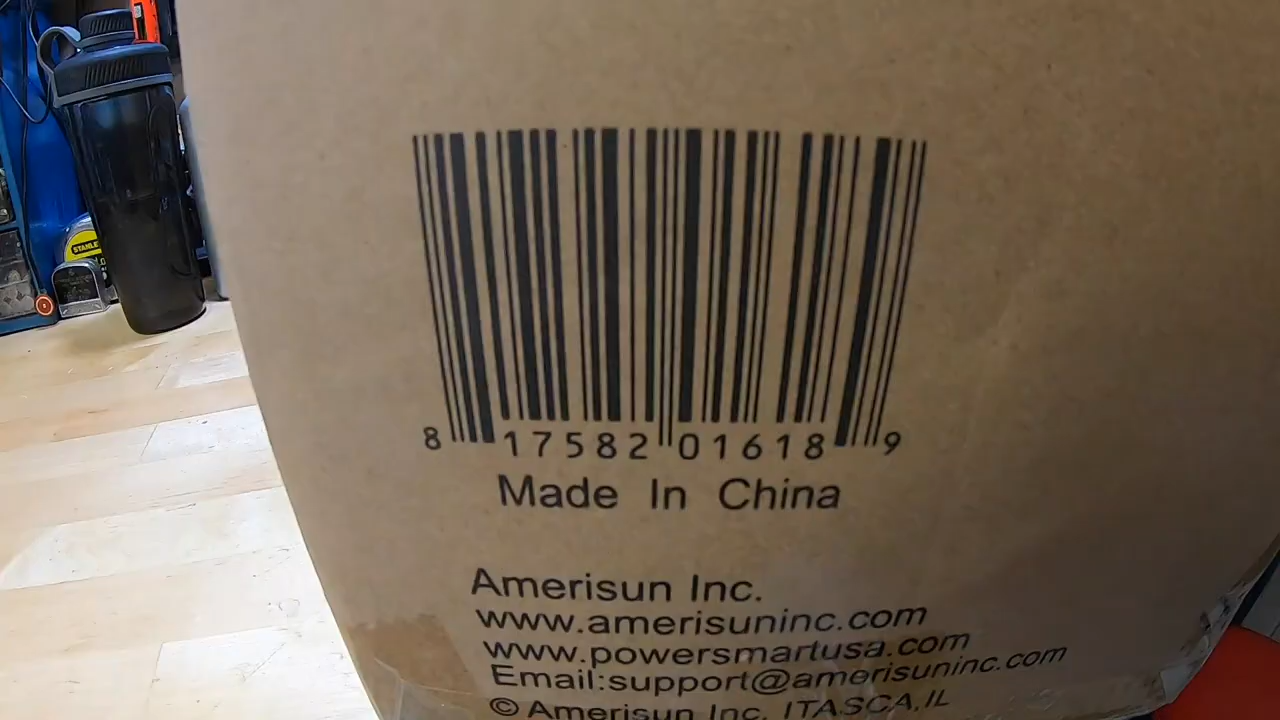 STANLEY
8 17582 01618 9
Made In China
Amerisun Inc.
www.amerisuninc.com
www.powersmartusa.com
Email:support@amerisuninc.com
© Amerisun Inc. ITASCA,IL